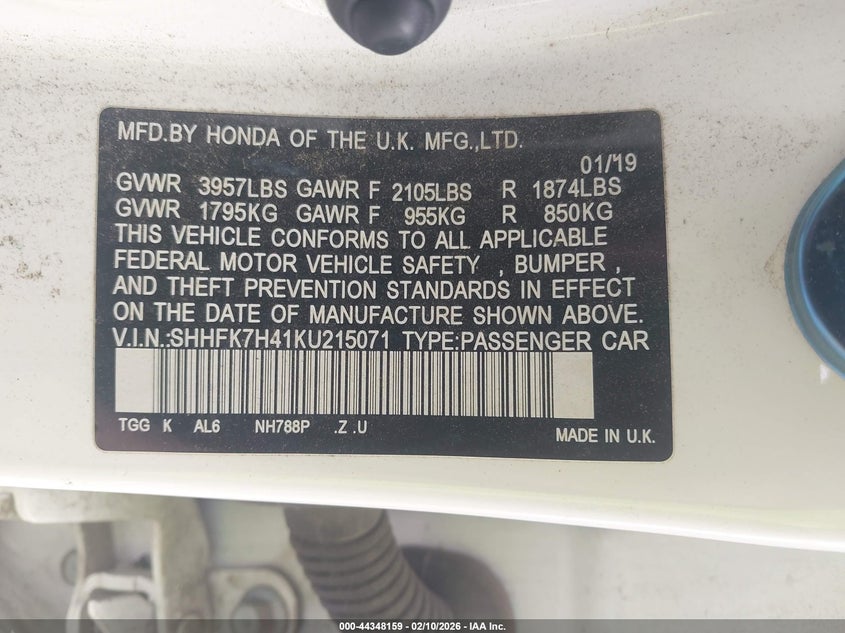 MFD.BY HONDA OF THE U.K. MFG.,LTD.
01/'19
GVWR 3957LBS GAWR F 2105LBS R 1874LBS
GVWR 1795KG GAWR F 955KG R 850KG
THIS VEHICLE CONFORMS TO ALL APPLICABLE
FEDERAL MOTOR VEHICLE SAFETY , BUMPER ,
AND THEFT PREVENTION STANDARDS IN EFFECT
ON THE DATE OF MANUFACTURE SHOWN ABOVE.
V.I.N.:SHHFK7H41KU215071 TYPE:PASSENGER CAR
TGG K AL6 NH788P .Z .U
MADE IN U.K.
000-44348159 - 02/10/2026 - IAA Inc.